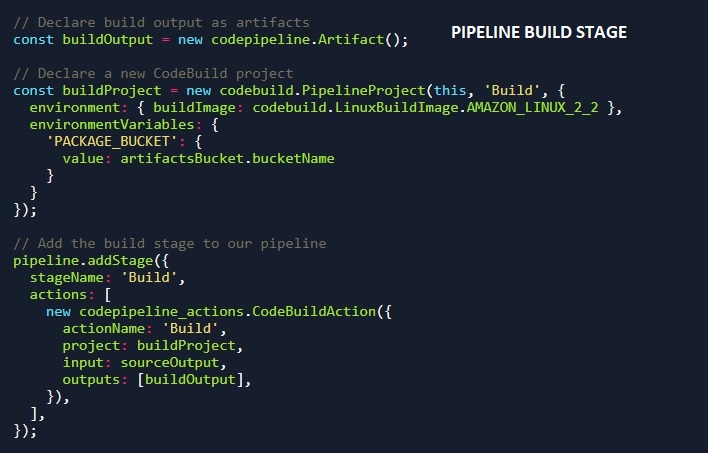 // Declare build output as artifacts
const buildOutput = new codepipeline.Artifact();
PIPELINE BUILD STAGE
// Declare a new CodeBuild project
const buildProject = new codebuild.PipelineProject(this, 'Build', {
  environment: { buildImage: codebuild.LinuxBuildImage.AMAZON_LINUX_2_2 },
  environmentVariables: {
    'PACKAGE_BUCKET': {
      value: artifactsBucket.bucketName
    }
  }
});
// Add the build stage to our pipeline
pipeline.addStage({
  stageName: 'Build',
  actions: [
    new codepipeline_actions.CodeBuildAction({
      actionName: 'Build',
      project: buildProject,
      input: sourceOutput,
      outputs: [buildOutput],
    }),
  ],
});